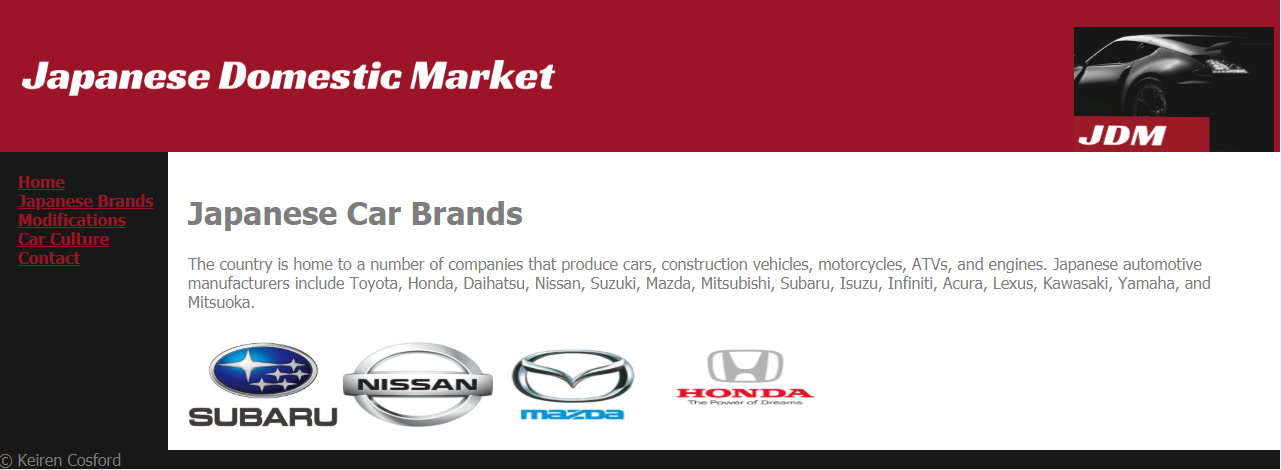 Japanese Domestic Market
JDM
Home
Japanese Brands
Modifications
Car Culture
Contact
Japanese Car Brands
The country is home to a number of companies that produce cars, construction vehicles, motorcycles, ATVs, and engines. Japanese automotive
manufacturers include Toyota, Honda, Daihatsu, Nissan, Suzuki, Mazda, Mitsubishi, Subaru, Isuzu, Infiniti, Acura, Lexus, Kawasaki, Yamaha, and
Mitsuoka.
SUBARU
NISSAN
mazda
HONDA
The Power of Dreams
© Keiren Cosford